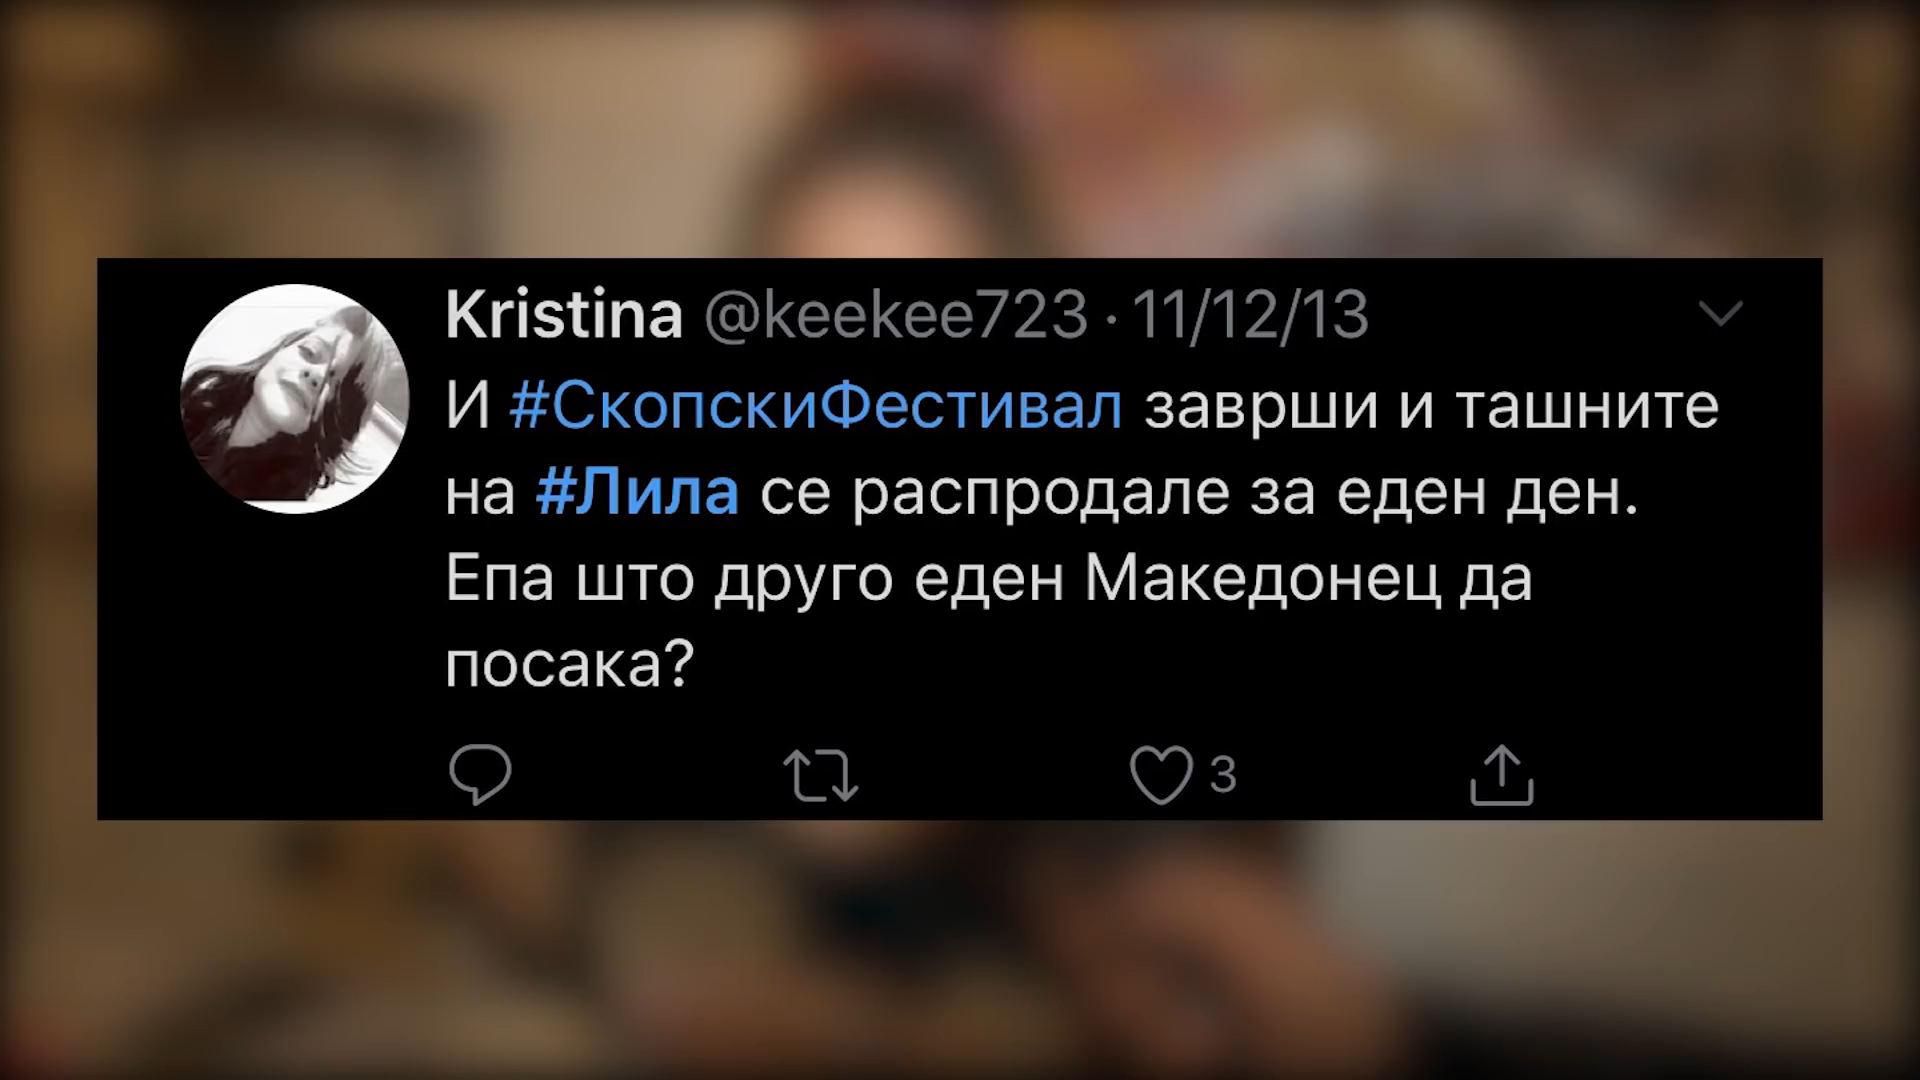 Kristina @keekee723 · 11/12/13
И #СкопскиФестивал заврши и ташните
на #Лила се распродале за еден ден.
Епа што друго еден Македонец да
посака?
3